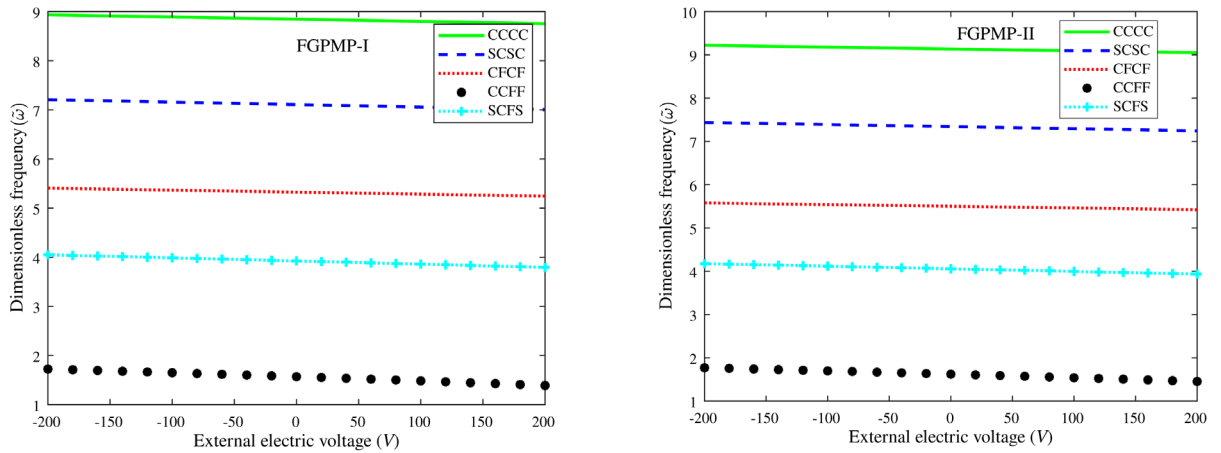 9
8
7
6
5
4
3
2
1
Dimensionless frequency (ω̃)
FGPMP-I
CCCC
SCSC
CFCF
CCFF
SCFS
-200 -150 -100 -50 0 50 100 150 200
External electric voltage (V)
10
9
8
7
6
5
4
3
2
1
Dimensionless frequency (ω̃)
FGPMP-II
CCCC
SCSC
CFCF
CCFF
SCFS
-200 -150 -100 -50 0 50 100 150 200
External electric voltage (V)